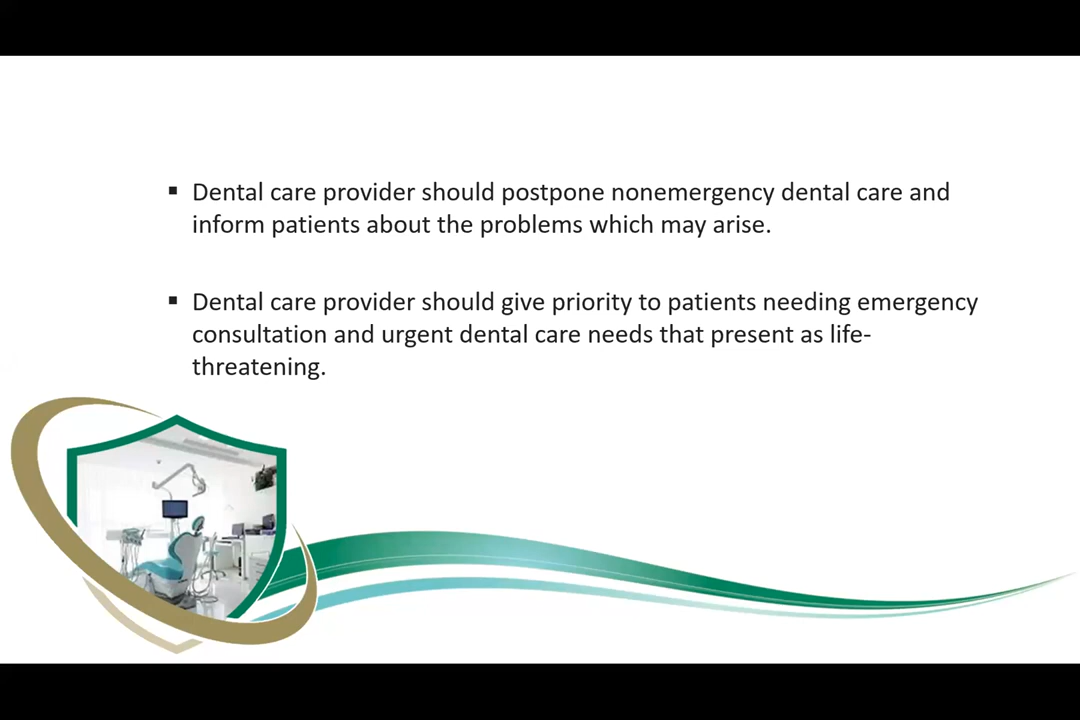 ▪ Dental care provider should postpone nonemergency dental care and
inform patients about the problems which may arise.
▪ Dental care provider should give priority to patients needing emergency
consultation and urgent dental care needs that present as life-
threatening.